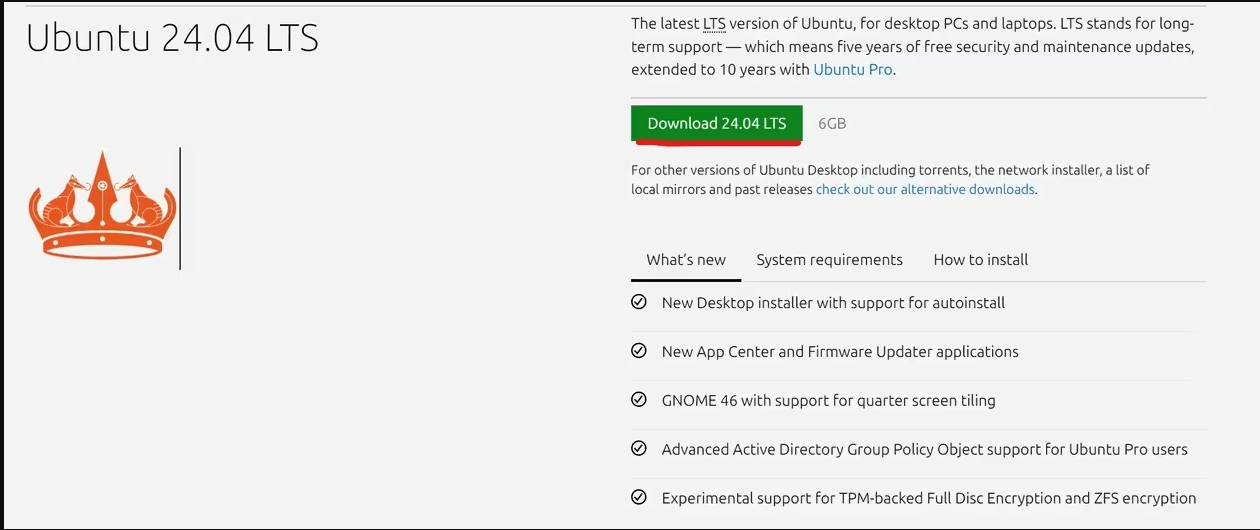 Ubuntu 24.04 LTS
The latest LTS version of Ubuntu, for desktop PCs and laptops. LTS stands for long-
term support — which means five years of free security and maintenance updates,
extended to 10 years with Ubuntu Pro.
Download 24.04 LTS 6GB
For other versions of Ubuntu Desktop including torrents, the network installer, a list of
local mirrors and past releases check out our alternative downloads.
What's new System requirements How to install
New Desktop installer with support for autoinstall
New App Center and Firmware Updater applications
GNOME 46 with support for quarter screen tiling
Advanced Active Directory Group Policy Object support for Ubuntu Pro users
Experimental support for TPM-backed Full Disc Encryption and ZFS encryption